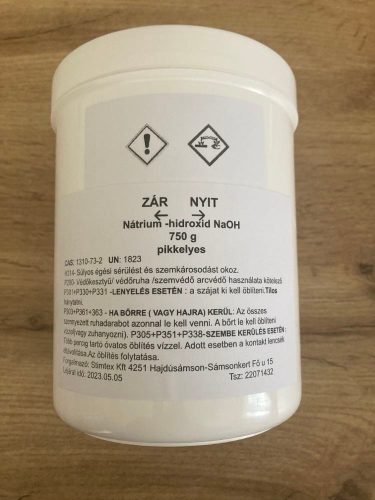 ZÁR NYIT
Nátrium -hidroxid NaOH
750 g
pikkelyes
CAS: 1310-73-2 UN: 1823
H314- Súlyos égési sérülést és szemkárosodást okoz.
P280- Védőkesztyű/ védőruha /szemvédő arcvédő használata kötelező
P301+P330+P331 -LENYELÉS ESETÉN : a szájat ki kell öblíteni.Tilos
hánytatni.
P303+P361+363 - HA BŐRRE ( VAGY HAJRA) KERÜL: Az összes
szennyezett ruhadarabot azonnal le kell venni. A bőrt le kell öblíteni
vízzel(vagy zuhanyozni). P305+P351+P338-SZEMBE KERÜLÉS ESETÉN :
Több percig tartó óvatos öblítés vízzel. Adott esetben a kontakt lencsék
eltávolítása.Az öblítés folytatása.
Forgalmazó: Stimtex Kft 4251 Hajdúsámson-Sámsonkert Fő u 15
Lejárat idő: 2023.05.05 Tsz: 22071432